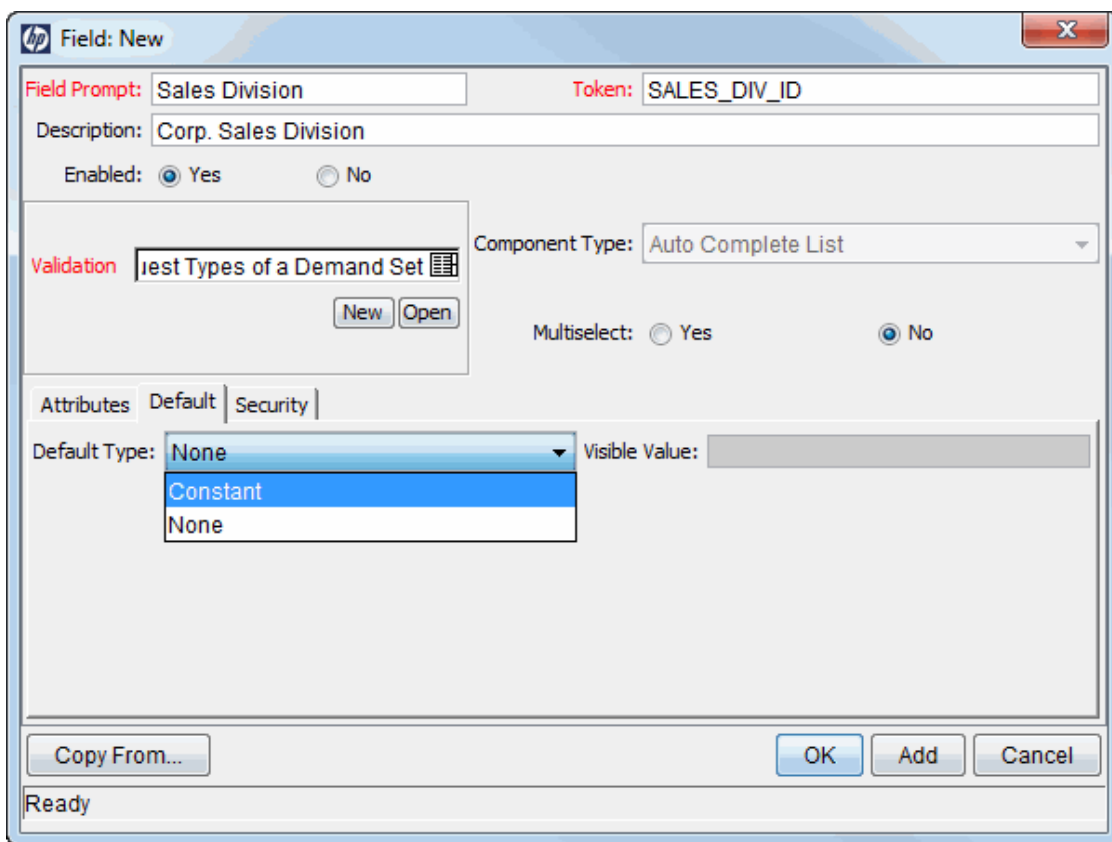 hp Field: New
Field Prompt: Sales Division Token: SALES_DIV_ID
Description: Corp. Sales Division
Enabled: Yes No
Component Type: Auto Complete List
Validation uest Types of a Demand Set
New Open
Multiselect: Yes No
Attributes Default Security
Default Type: None Visible Value:
Constant
None
Copy From... OK Add Cancel
Ready